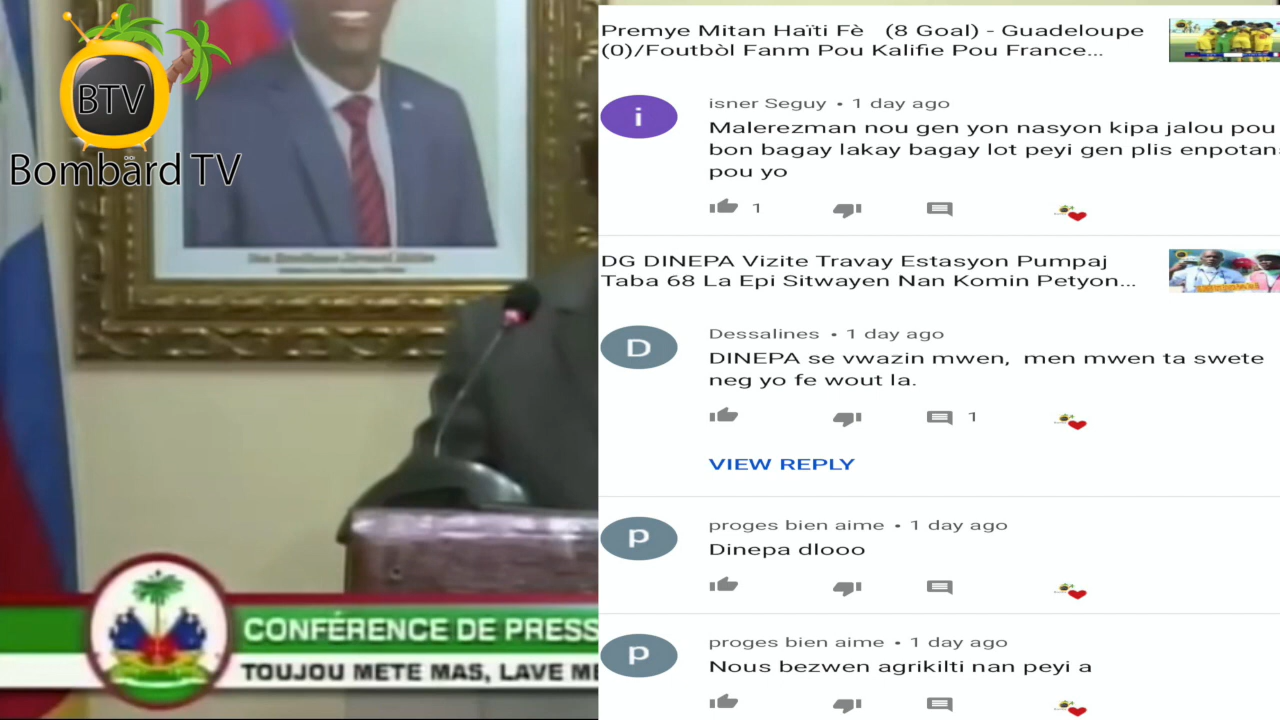 BTV
Bombärd TV
CONFÉRENCE DE PRESS
TOUJOU METE MAS, LAVE ME
Premye Mitan Haïti Fè (8 Goal) - Guadeloupe
(0)/Foutbòl Fanm Pou Kalifie Pou France...
i
isner Seguy • 1 day ago
Malerezman nou gen yon nasyon kipa jalou pou
bon bagay lakay bagay lot peyi gen plis enpotans
pou yo
1
DG DINEPA Vizite Travay Estasyon Pumpaj
Taba 68 La Epi Sitwayen Nan Komin Petyon...
D
Dessalines • 1 day ago
DINEPA se vwazin mwen, men mwen ta swete
neg yo fe wout la.
1
VIEW REPLY
p
proges bien aime • 1 day ago
Dinepa dlooo
p
proges bien aime • 1 day ago
Nous bezwen agrikilti nan peyi a